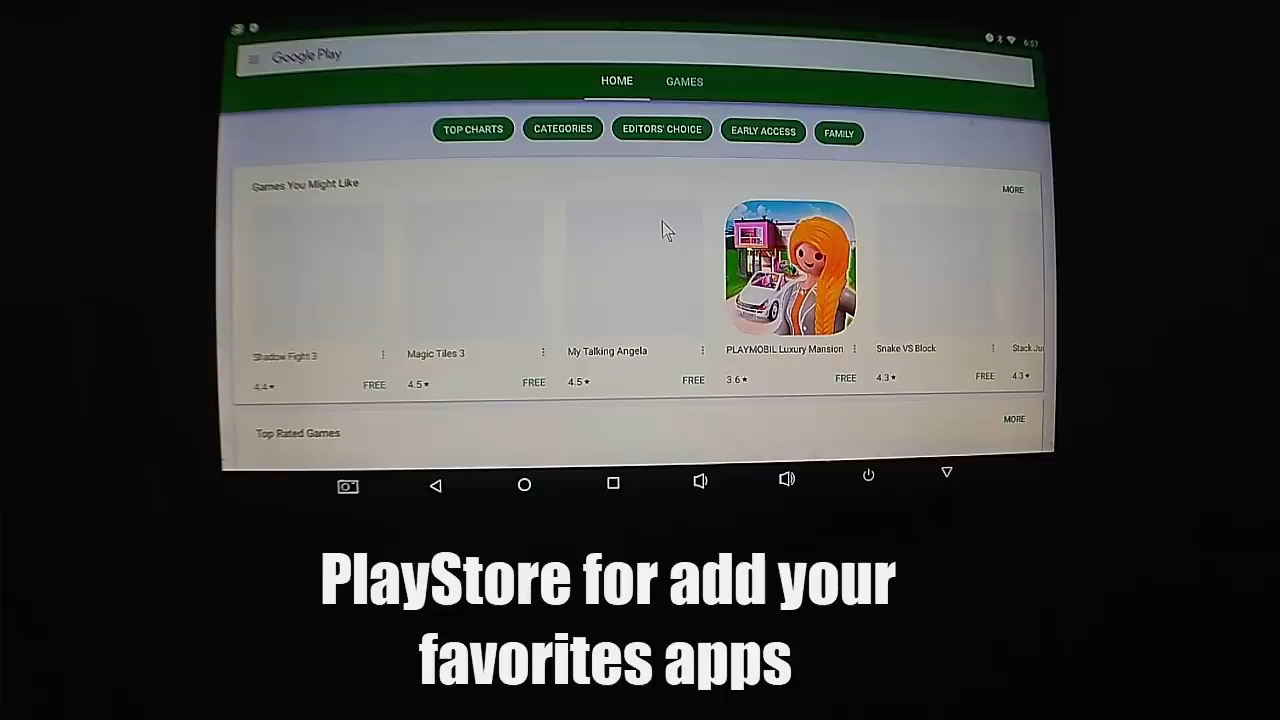 6:57
Google Play
HOME GAMES
TOP CHARTS CATEGORIES EDITORS' CHOICE EARLY ACCESS FAMILY
Games You Might Like MORE
Shadow Fight 3 Magic Tiles 3 My Talking Angela PLAYMOBIL Luxury Mansion Snake VS Block Stack Ju
4.4★ FREE 4.5★ FREE 4.5★ FREE 3.6★ FREE 4.3★ FREE 4.3★
Top Rated Games MORE
PlayStore for add your
favorites apps